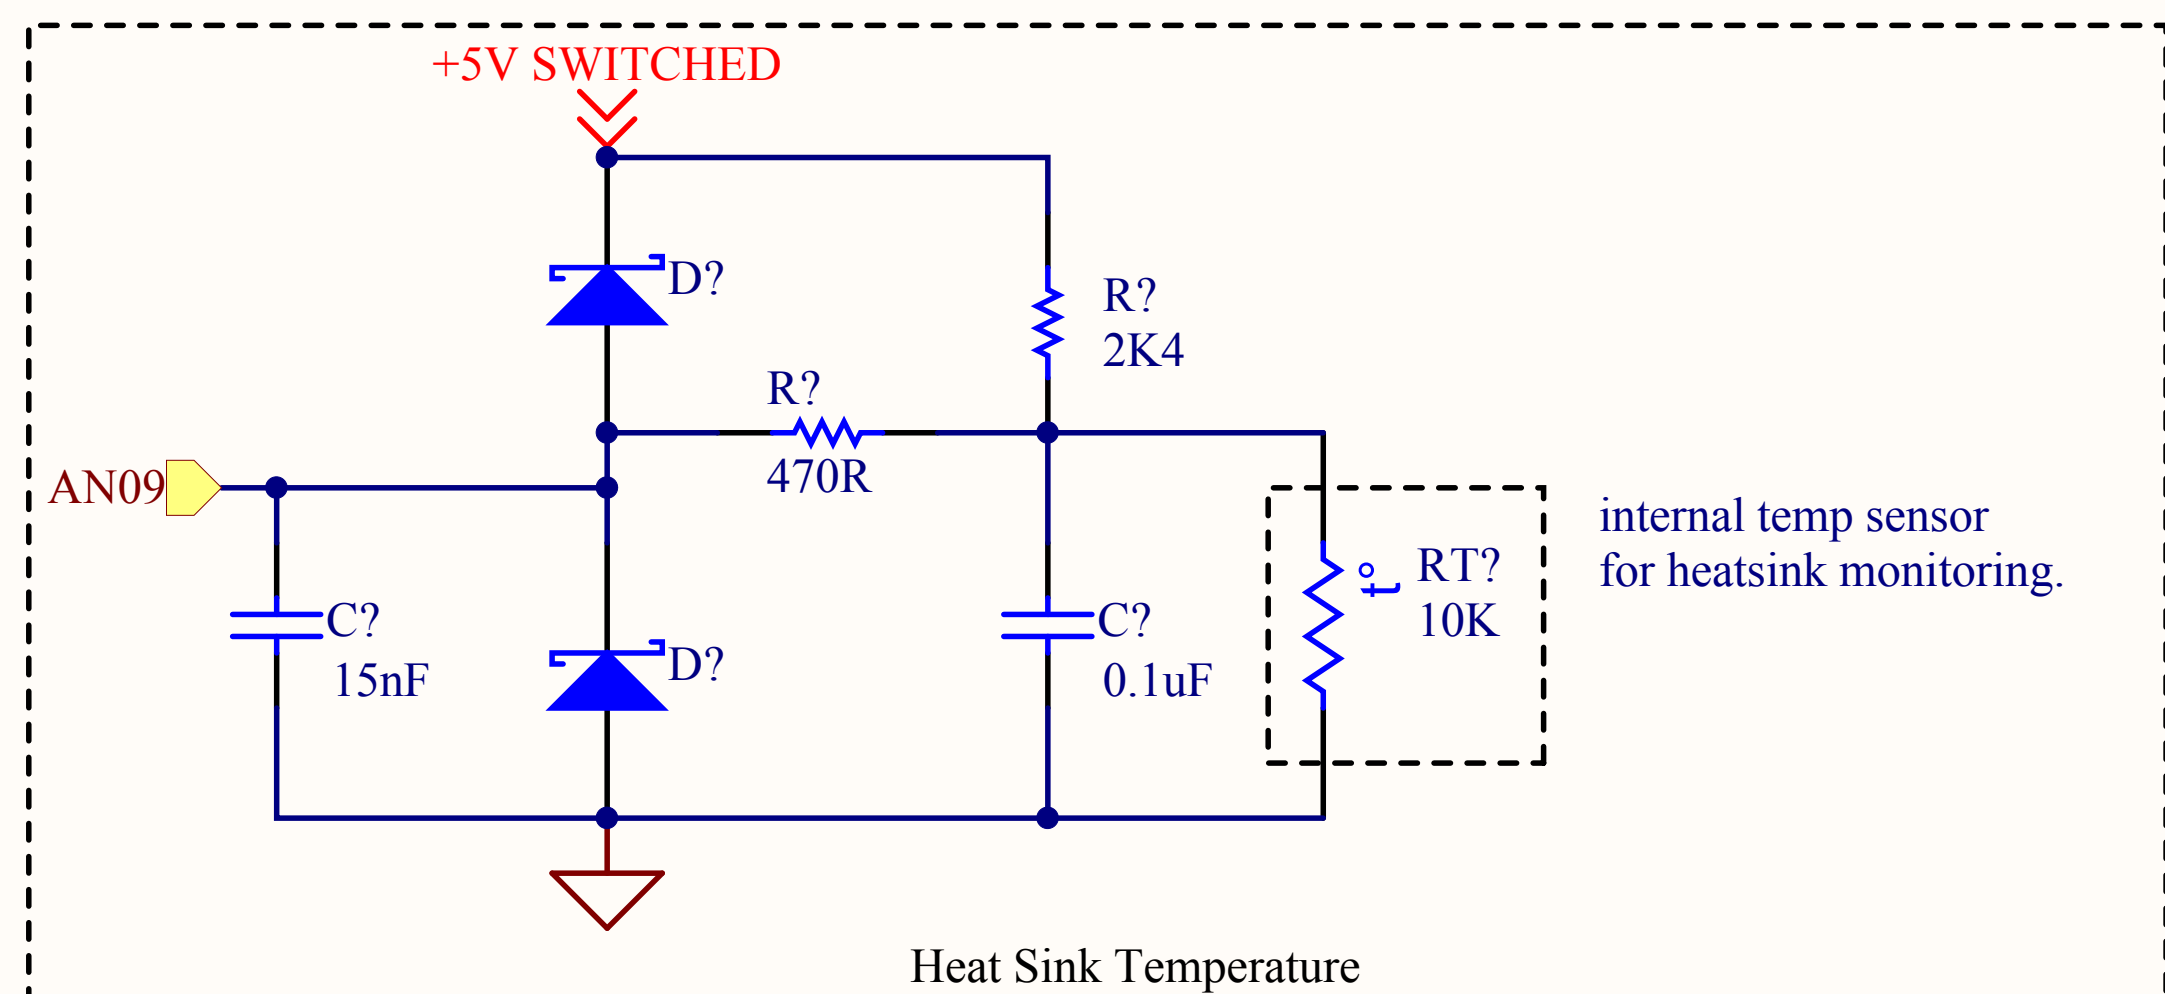 +5V SWITCHED
D?
R?
2K4
R?
470R
AN09
internal temp sensor
for heatsink monitoring.
t°
RT?
10K
C?
15nF
D?
C?
0.1uF
Heat Sink Temperature